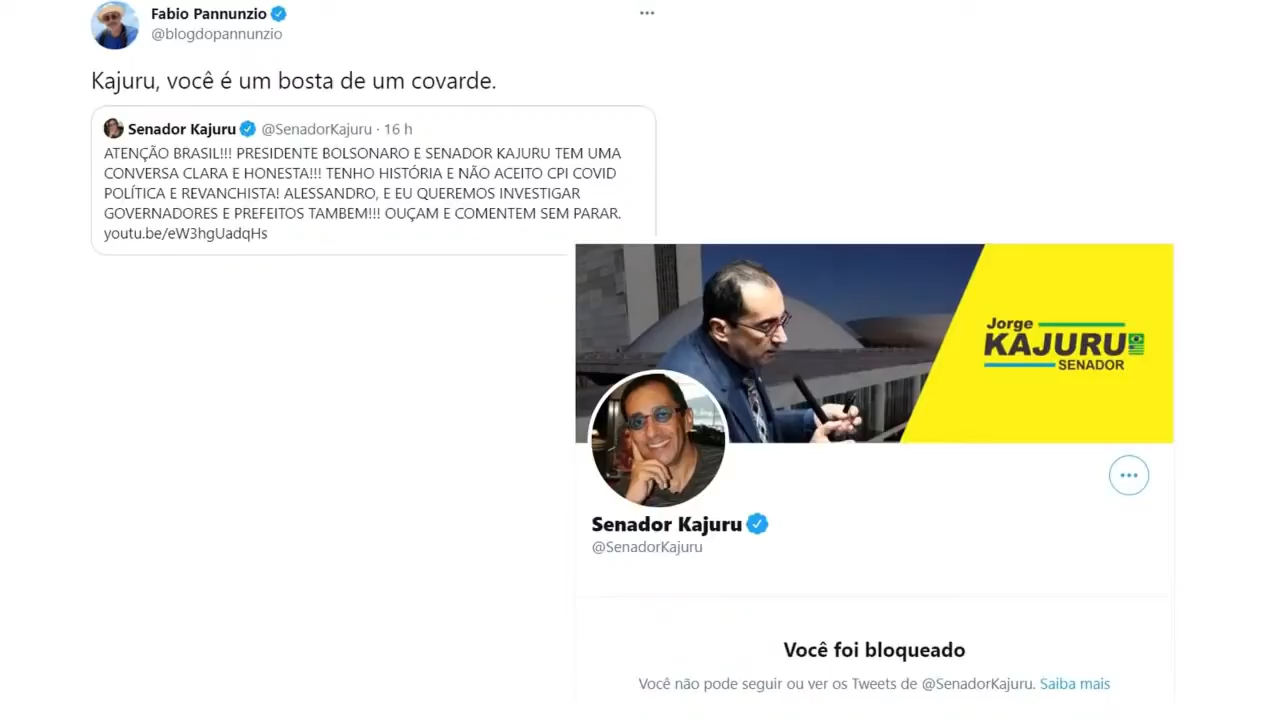 Fabio Pannunzio
@blogdopannunzio
Kajuru, você é um bosta de um covarde.
Senador Kajuru @SenadorKajuru · 16 h
ATENÇÃO BRASIL!!! PRESIDENTE BOLSONARO E SENADOR KAJURU TEM UMA
CONVERSA CLARA E HONESTA!!! TENHO HISTÓRIA E NÃO ACEITO CPI COVID
POLÍTICA E REVANCHISTA! ALESSANDRO, E EU QUEREMOS INVESTIGAR
GOVERNADORES E PREFEITOS TAMBEM!!! OUÇAM E COMENTEM SEM PARAR.
youtu.be/eW3hgUadqHs
Jorge
KAJURU
SENADOR
Senador Kajuru
@SenadorKajuru
Você foi bloqueado
Você não pode seguir ou ver os Tweets de @SenadorKajuru. Saiba mais